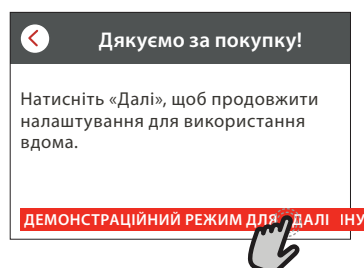 Дякуємо за покупку!
Натисніть «Далі», щоб продовжити
налаштування для використання
вдома.
ДЕМОНСТРАЦІЙНИЙ РЕЖИМ ДЛЯ ДАЛІ ІНУ